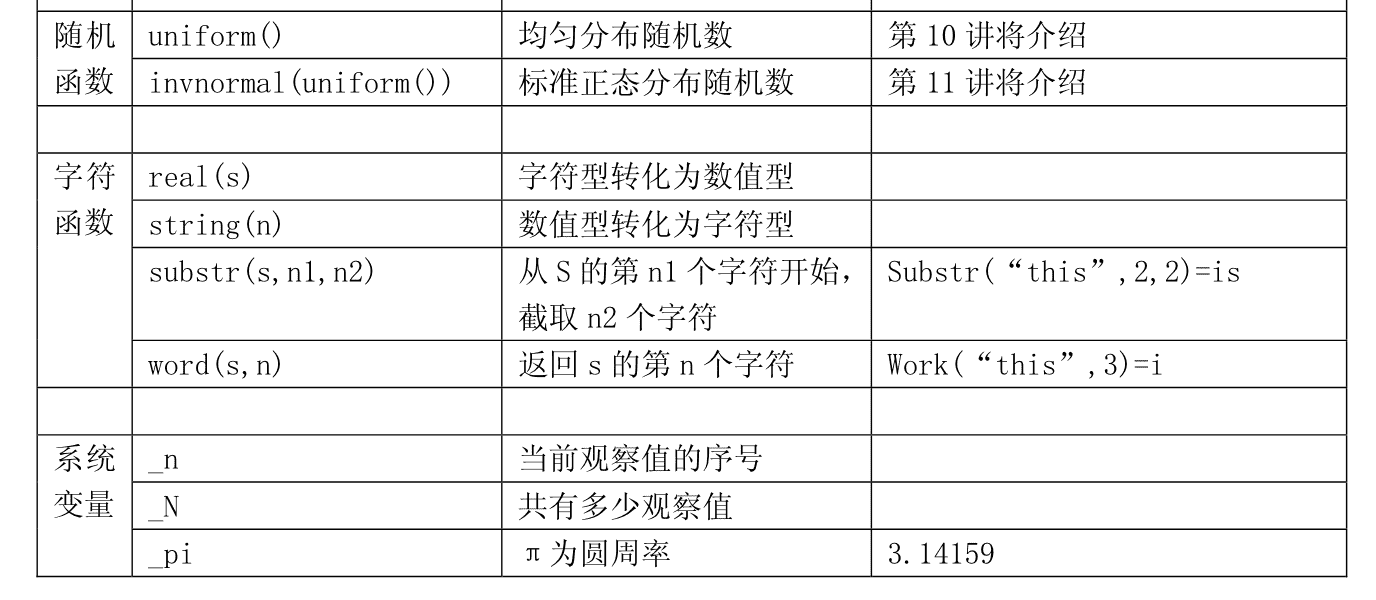 随机 uniform() 均匀分布随机数 第 10 讲将介绍
函数 invnormal(uniform()) 标准正态分布随机数 第 11 讲将介绍
字符 real(s) 字符型转化为数值型
函数 string(n) 数值型转化为字符型
substr(s,n1,n2) 从 S 的第 n1 个字符开始， Substr(“this”,2,2)=is
截取 n2 个字符
word(s,n) 返回 s 的第 n 个字符 Work(“this”,3)=i
系统 _n 当前观察值的序号
变量 _N 共有多少观察值
_pi π为圆周率 3.14159